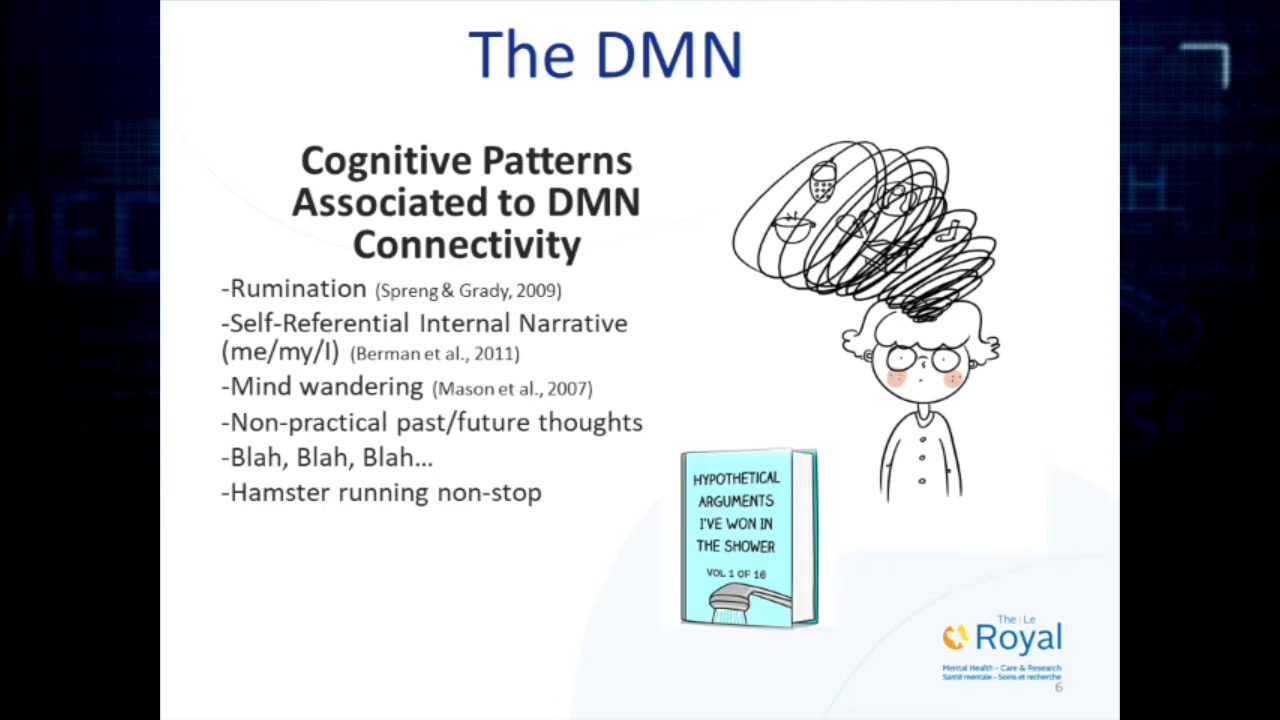 The DMN
Cognitive Patterns
Associated to DMN
Connectivity
-Rumination (Spreng & Grady, 2009)
-Self-Referential Internal Narrative
(me/my/I) (Berman et al., 2011)
-Mind wandering (Mason et al., 2007)
-Non-practical past/future thoughts
-Blah, Blah, Blah...
-Hamster running non-stop
HYPOTHETICAL
ARGUMENTS
I'VE WON IN
THE SHOWER
VOL 1 OF 16
The | Le
Royal
Mental Health - Care & Research
Santé mentale - Soins et recherche
6